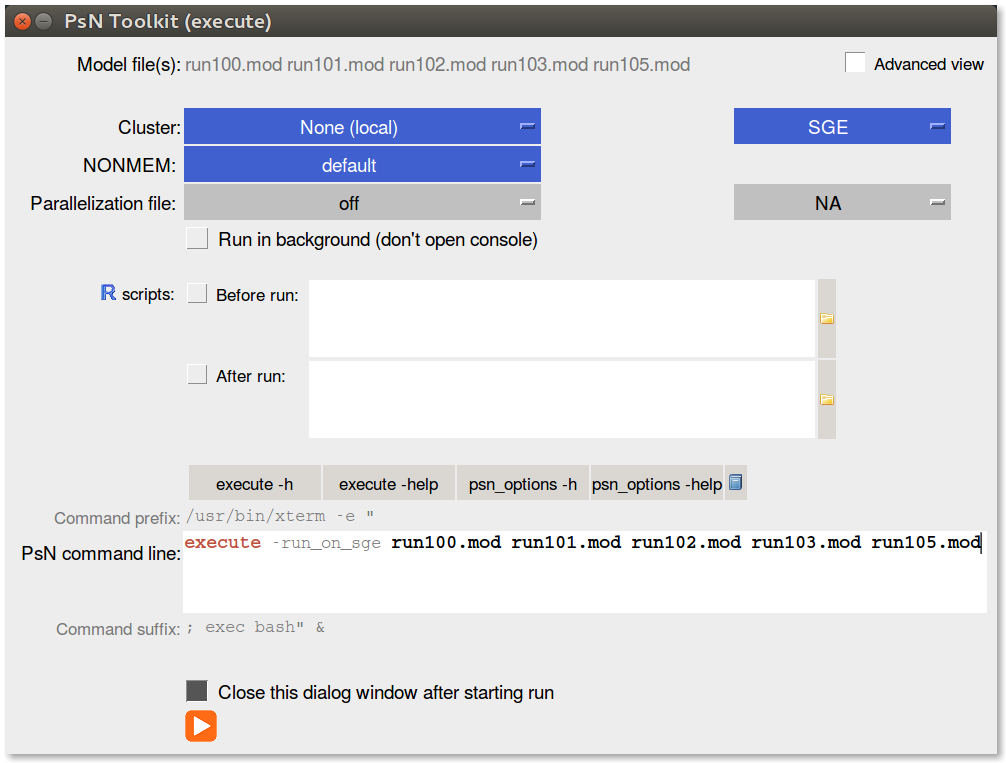 PsN Toolkit (execute)
Model file(s): run100.mod run101.mod run102.mod run103.mod run105.mod Advanced view
Cluster: None (local) SGE
NONMEM: default
Parallelization file: off NA
Run in background (don't open console)
R scripts: Before run:
After run:
execute -h execute -help psn_options -h psn_options -help
Command prefix: /usr/bin/xterm -e "
PsN command line: execute -run_on_sge run100.mod run101.mod run102.mod run103.mod run105.mod
Command suffix: ; exec bash" &
Close this dialog window after starting run